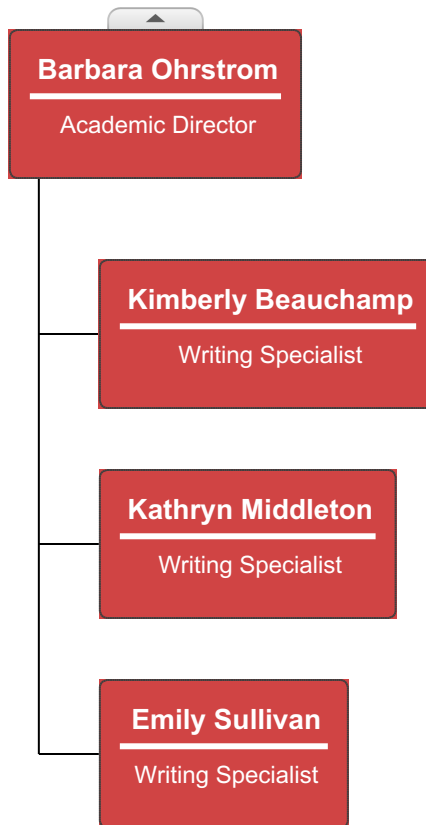 Barbara Ohrstrom
Academic Director
Kimberly Beauchamp
Writing Specialist
Kathryn Middleton
Writing Specialist
Emily Sullivan
Writing Specialist